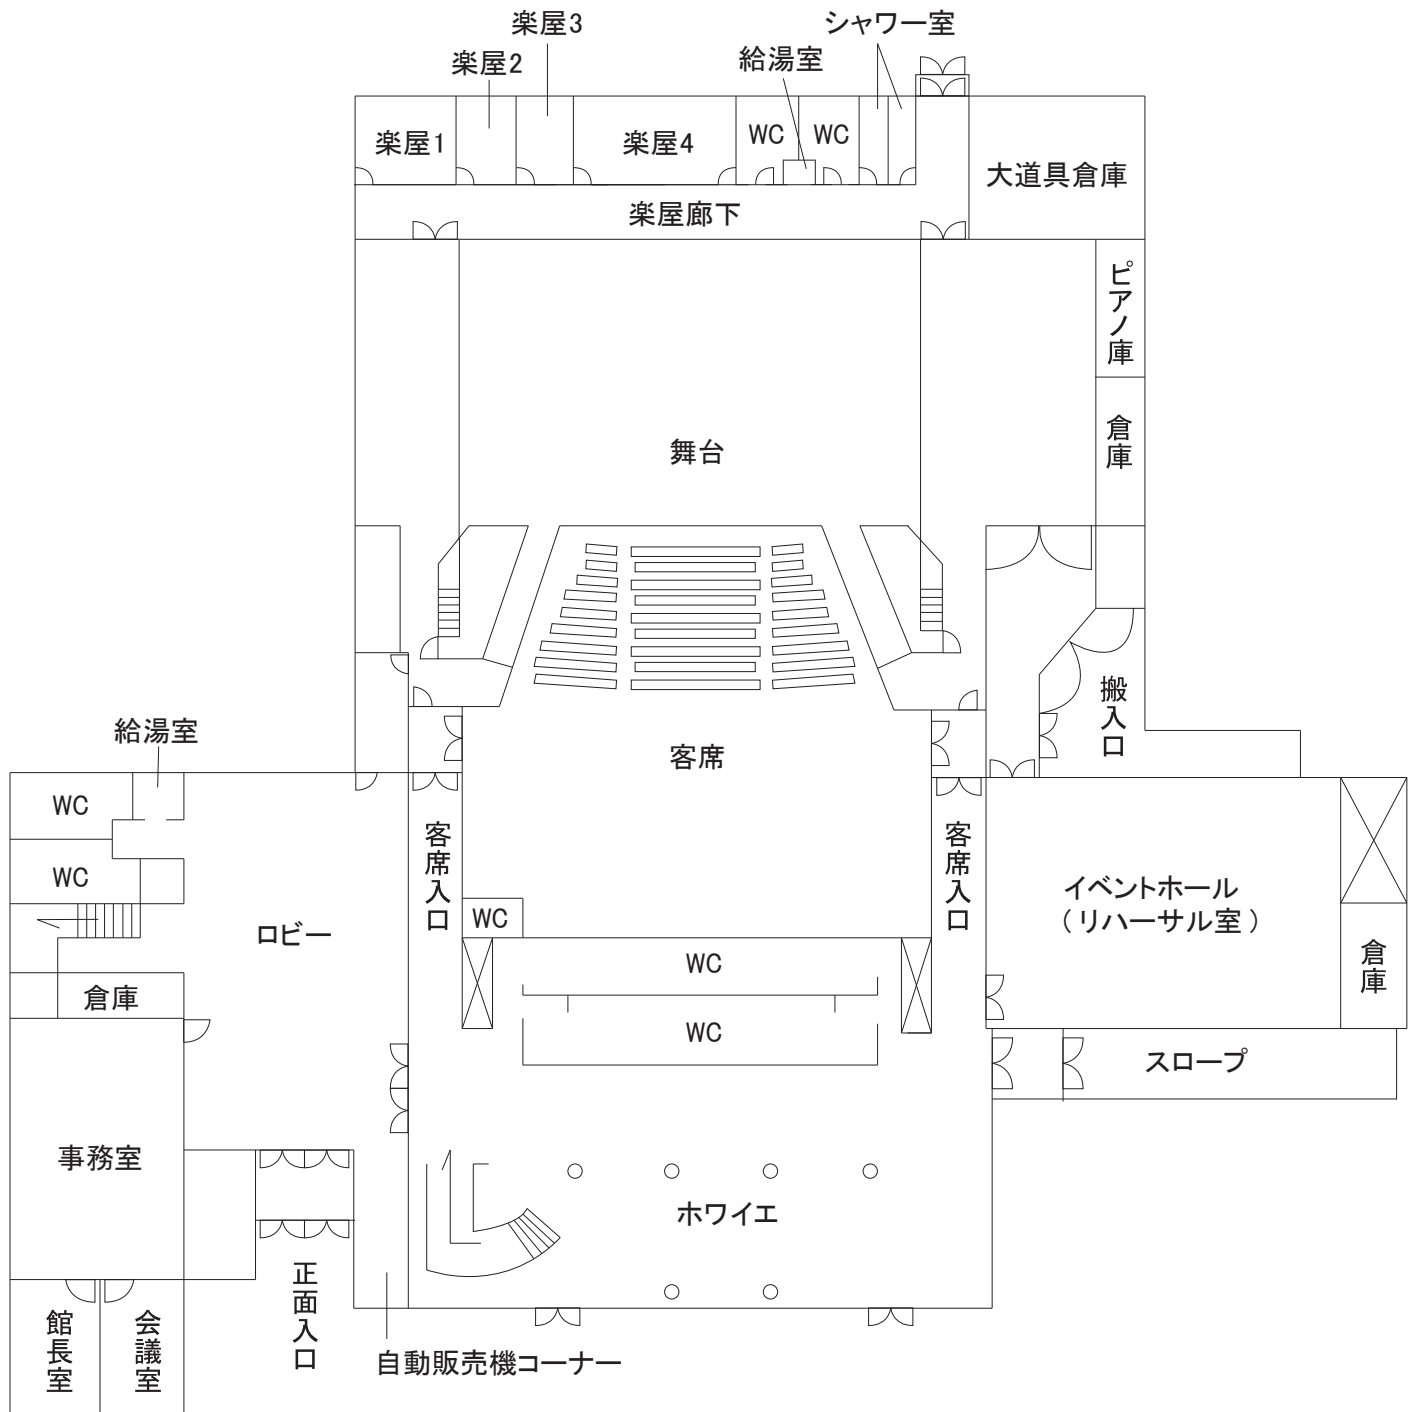 楽屋3
シャワー室
楽屋2
給湯室
楽屋1
楽屋4
WC
WC
大道具倉庫
楽屋廊下
ピアノ庫
倉庫
舞台
搬入口
給湯室
客席
WC
客席入口
客席入口
WC
イベントホール
（リハーサル室）
WC
ロビー
倉庫
WC
倉庫
WC
スロープ
事務室
ホワイエ
正面入口
館長室
会議室
自動販売機コーナー